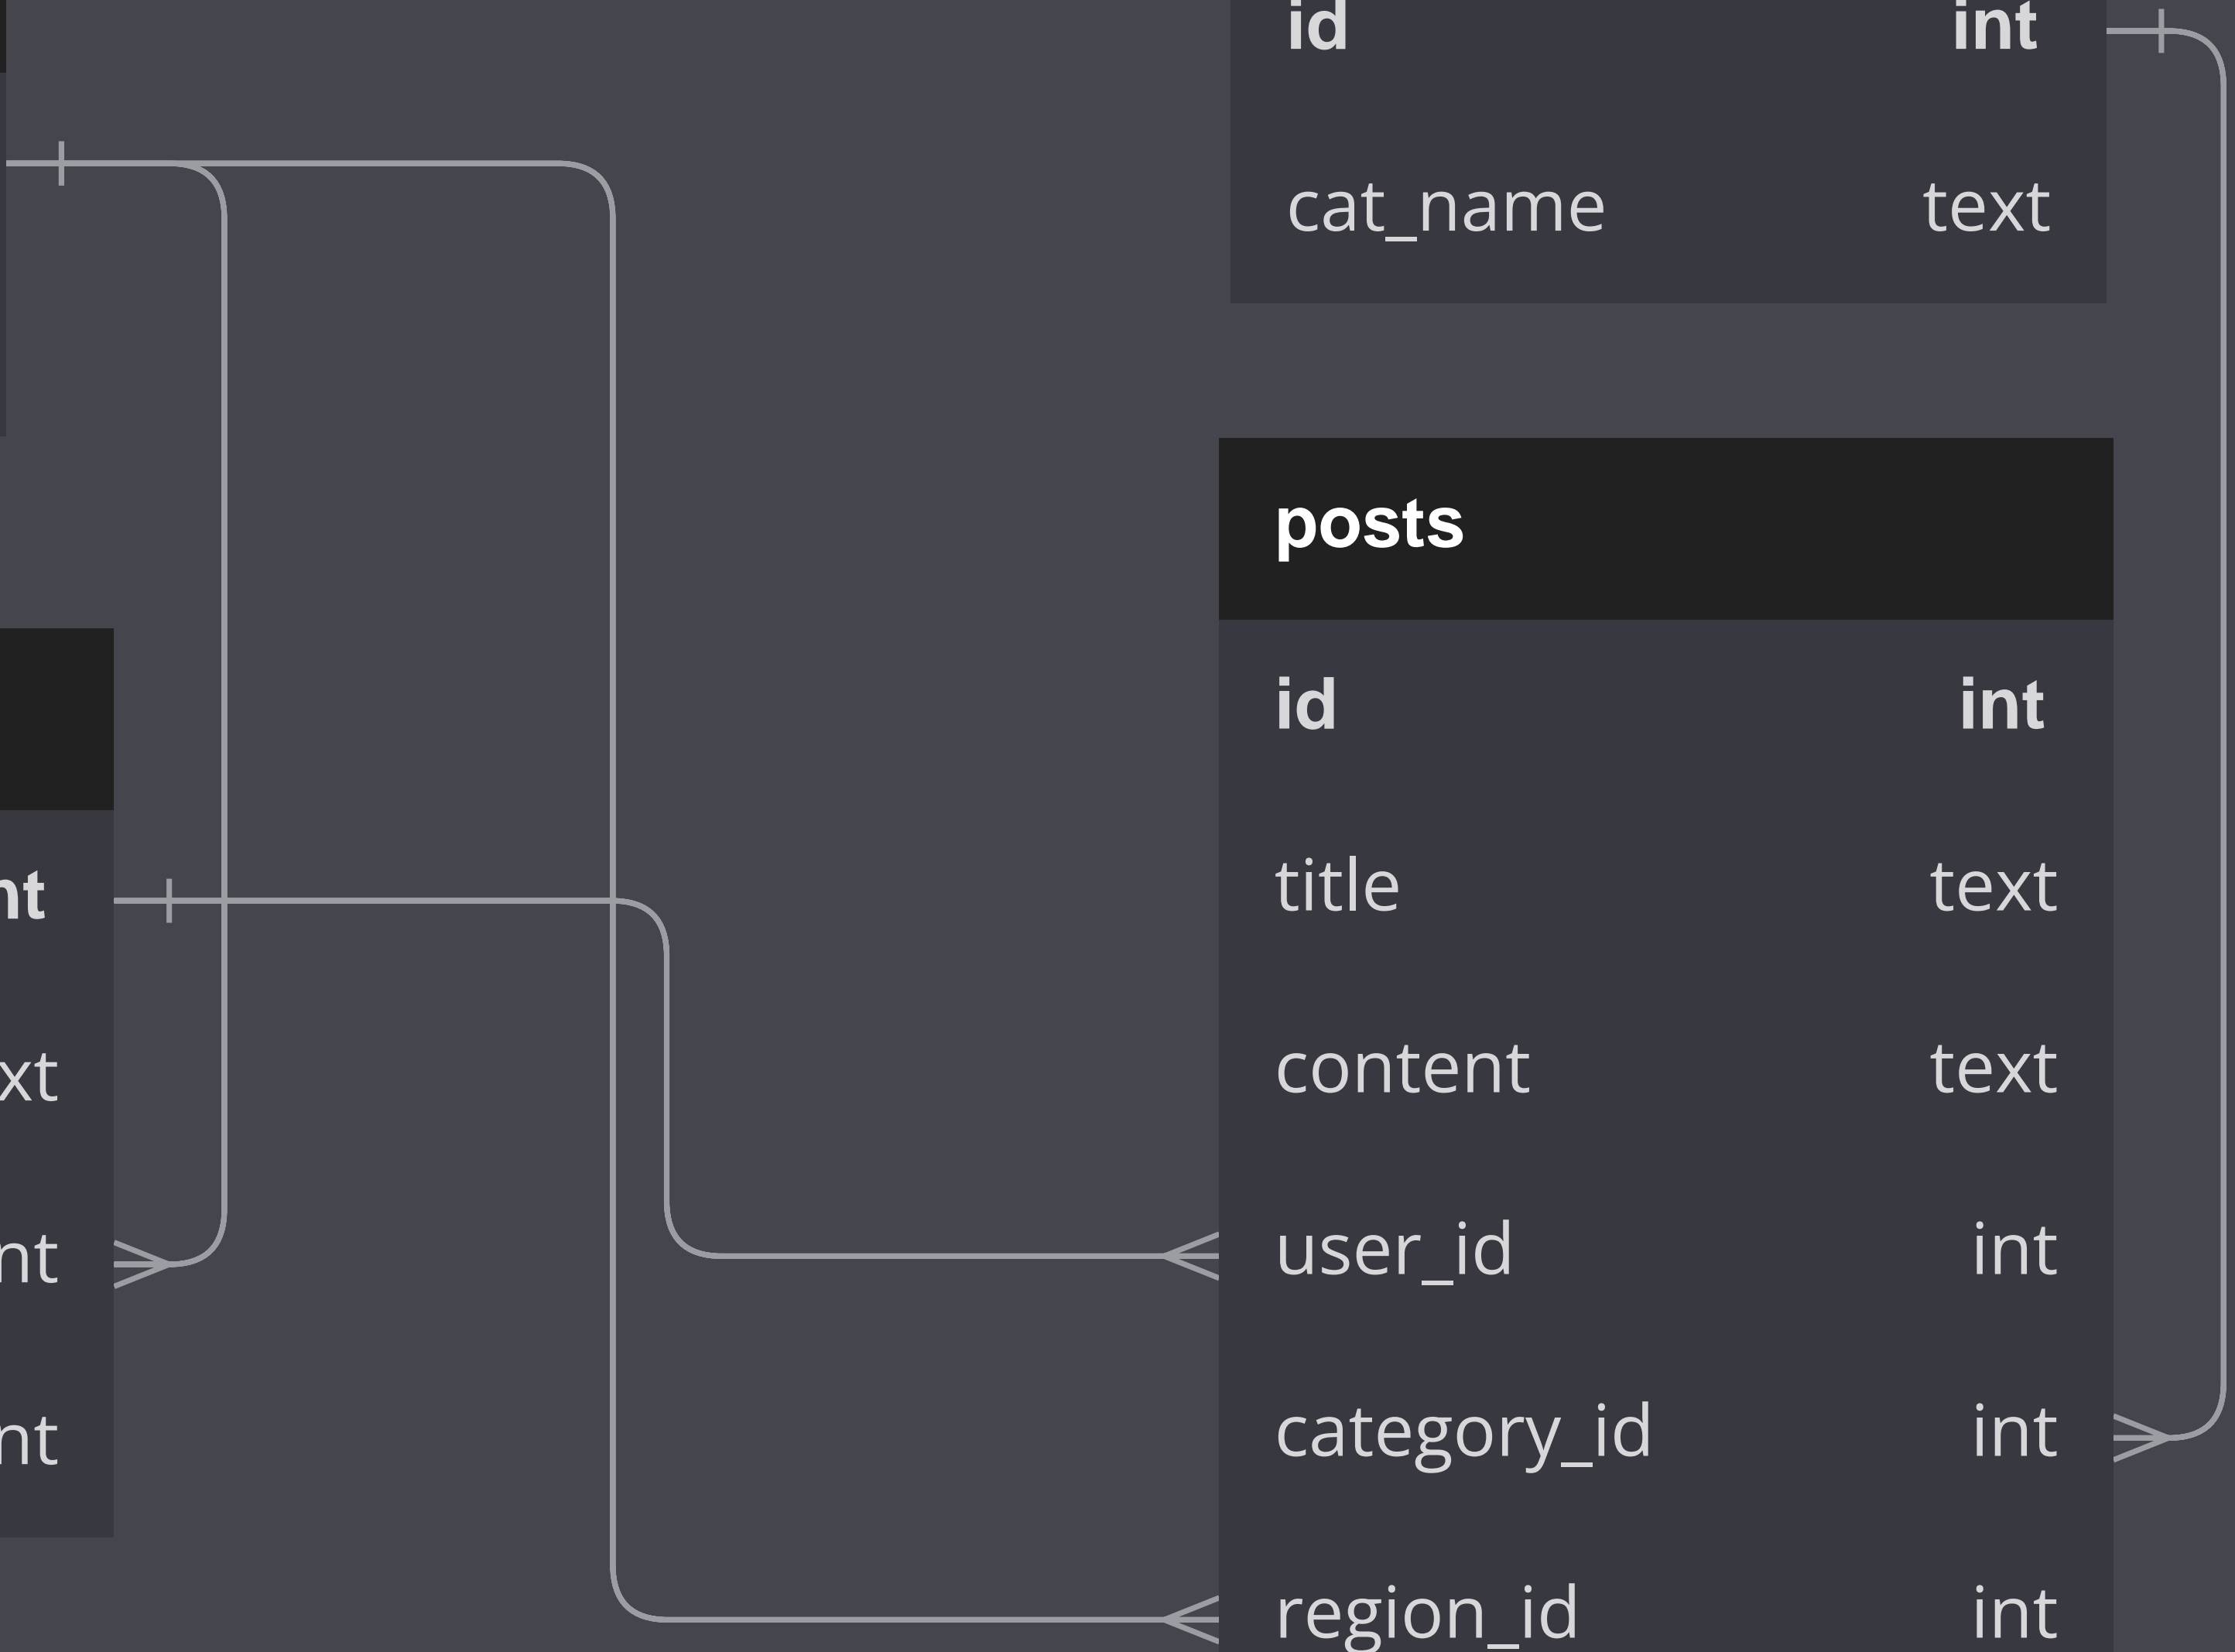 id int
cat_name text
posts
id int
title text
content text
user_id int
category_id int
region_id int